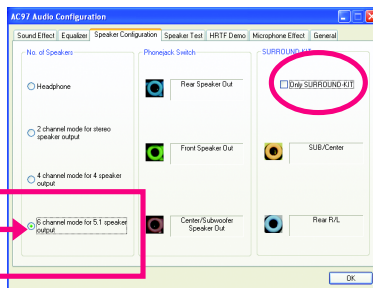 AC97 Audio Configuration
Sound Effect Equalizer Speaker Configuration Speaker Test HRTF Demo Microphone Effect General
No. of Speakers
Phonejack Switch
SURROUND-KIT
Headphone
Rear Speaker Out
Only SURROUND-KIT
2 channel mode for stereo
speaker output
Front Speaker Out
SUB/Center
4 channel mode for 4 speaker
output
6 channel mode for 5.1 speaker
output
Center/Subwoofer
Speaker Out
Rear R/L
OK